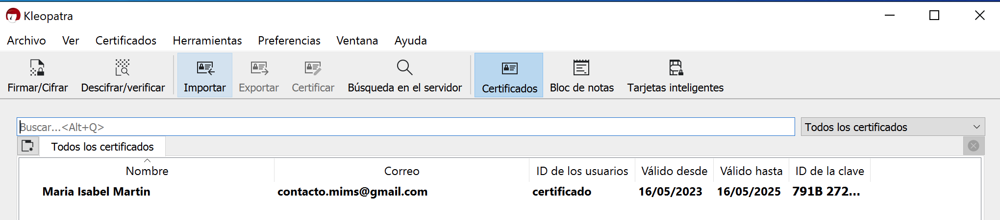 Kleopatra
Archivo Ver Certificados Herramientas Preferencias Ventana Ayuda
Firmar/Cifrar Descifrar/verificar Importar Exportar Certificar Búsqueda en el servidor Certificados Bloc de notas Tarjetas inteligentes
Buscar...<Alt+Q> Todos los certificados
Todos los certificados
Nombre Correo ID de los usuarios Válido desde Válido hasta ID de la clave
Maria Isabel Martin contacto.mims@gmail.com certificado 16/05/2023 16/05/2025 791B 272...